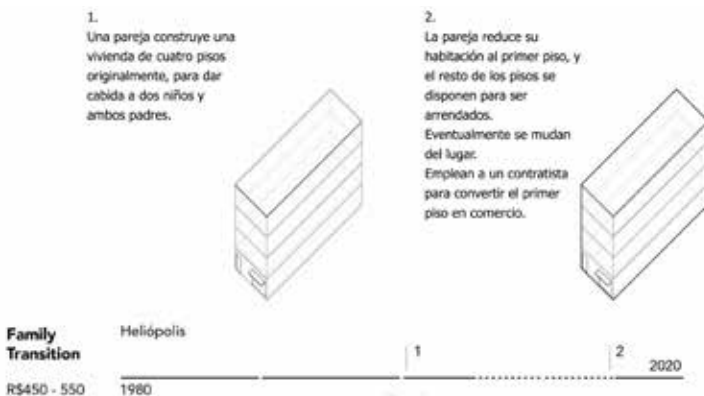 1.
Una pareja construye una
vivienda de cuatro pisos
originalmente, para dar
cabida a dos niños y
ambos padres.
2.
La pareja reduce su
habitación al primer piso, y
el resto de los pisos se
disponen para ser
arrendados.
Eventualmente se mudan
del lugar.
Emplean a un contratista
para convertir el primer
piso en comercio.
Family
Transition
Heliópolis
1
2
2020
R$450 - 550
1980